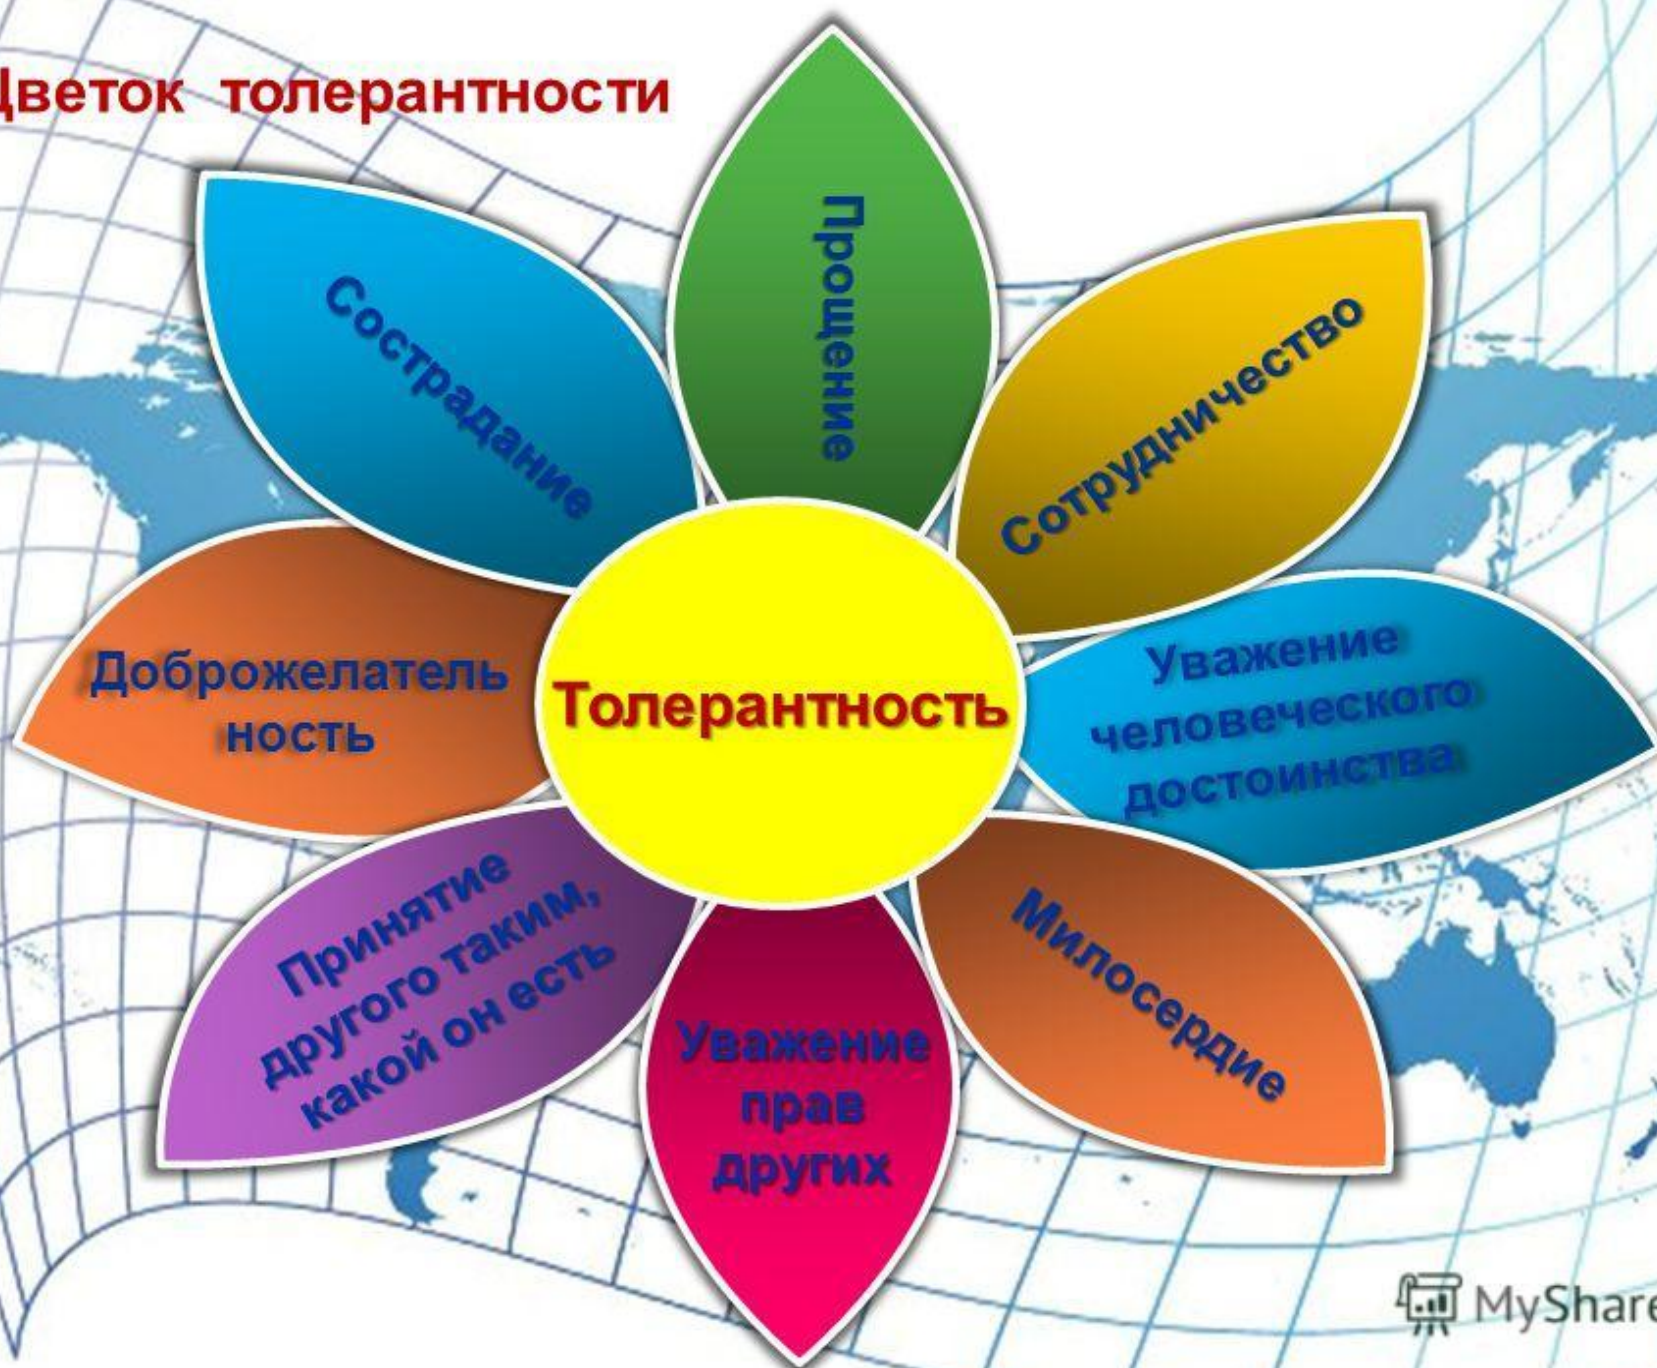 Цветок толерантности
Прощение
Сострадание
Сотрудничество
Доброжелатель
ность
Толерантность
Уважение
человеческого
достоинства
Принятие
другого таким,
какой он есть
Уважение
прав
других
Милосердие
MyShare